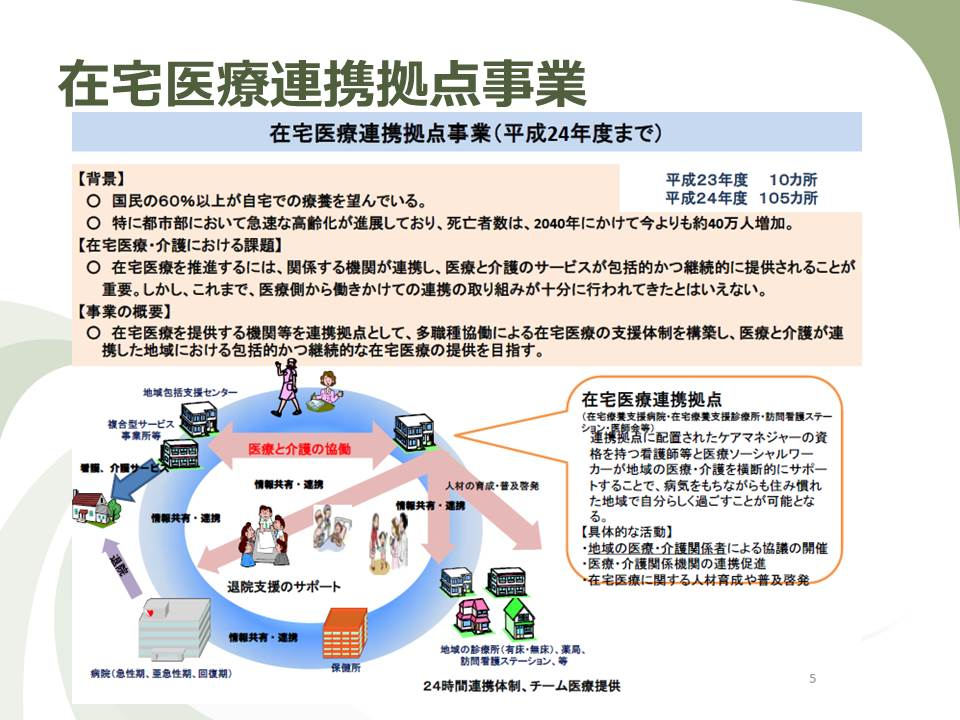 在宅医療連携拠点事業
在宅医療連携拠点事業（平成24年度まで）
平成２３年度　１０カ所
平成２４年度　１０５カ所
【背景】
○　国民の６０％以上が自宅での療養を望んでいる。
○　特に都市部において急速な高齢化が進展しており、死亡者数は、2040年にかけて今よりも約40万人増加。
【在宅医療・介護における課題】
○　在宅医療を推進するには、関係する機関が連携し、医療と介護のサービスが包括的かつ継続的に提供されることが
重要。しかし、これまで、医療側から働きかけての連携の取り組みが十分に行われてきたとはいえない。
【事業の概要】
○　在宅医療を提供する機関等を連携拠点として、多職種協働による在宅医療の支援体制を構築し、医療と介護が連
携した地域における包括的かつ継続的な在宅医療の提供を目指す。
地域包括支援センター
複合型サービス
事業所等
医療と介護の協働
看護、介護サービス
情報共有・連携
人材の育成・普及啓発
情報共有・連携
情報共有・連携
退院
退院支援のサポート
情報共有・連携
病院（急性期、亜急性期、回復期）
保健所
地域の診療所（有床・無床）、薬局、
訪問看護ステーション、等
２４時間連携体制、チーム医療提供
在宅医療連携拠点
（在宅療養支援病院・在宅療養支援診療所・訪問看護ステー
ション・医師会等）
連携拠点に配置されたケアマネジャーの資
格を持つ看護師等と医療ソーシャルワー
カーが地域の医療・介護を横断的にサポー
トすることで、病気をもちながらも住み慣れ
た地域で自分らしく過ごすことが可能とな
る。
【具体的な活動】
・地域の医療・介護関係者による協議の開催
・医療・介護関係機関の連携促進
・在宅医療に関する人材育成や普及啓発
5